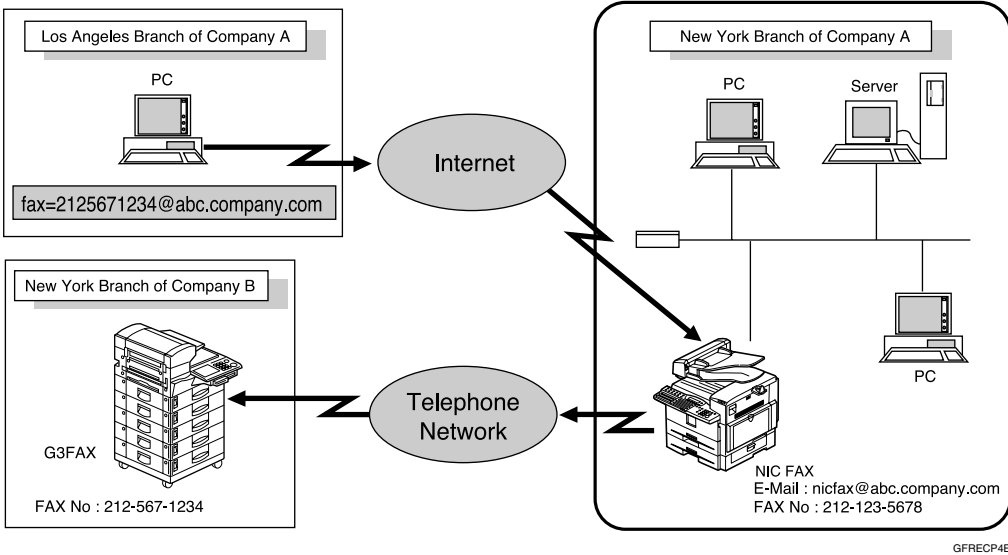 Los Angeles Branch of Company A
PC
fax=2125671234@abc.company.com
Internet
New York Branch of Company A
PC
Server
PC
NIC FAX
E-Mail : nicfax@abc.company.com
FAX No : 212-123-5678
Telephone
Network
New York Branch of Company B
G3FAX
FAX No : 212-567-1234